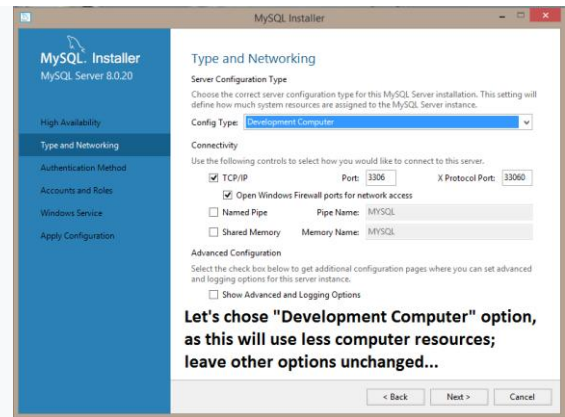 MySQL Installer
MySQL. Installer
MySQL Server 8.0.20
High Availability
Type and Networking
Authentication Method
Accounts and Roles
Windows Service
Apply Configuration
Type and Networking
Server Configuration Type
Choose the correct server configuration type for this MySQL Server installation. This setting will
define how much system resources are assigned to the MySQL Server instance.
Config Type: Development Computer
Connectivity
Use the following controls to select how you would like to connect to this server.
TCP/IP Port: 3306 X Protocol Port: 33060
Open Windows Firewall ports for network access
Named Pipe Pipe Name: MYSQL
Shared Memory Memory Name: MYSQL
Advanced Configuration
Select the check box below to get additional configuration pages where you can set advanced
and logging options for this server instance.
Show Advanced and Logging Options
Let's chose "Development Computer" option,
as this will use less computer resources;
leave other options unchanged...
< Back Next > Cancel